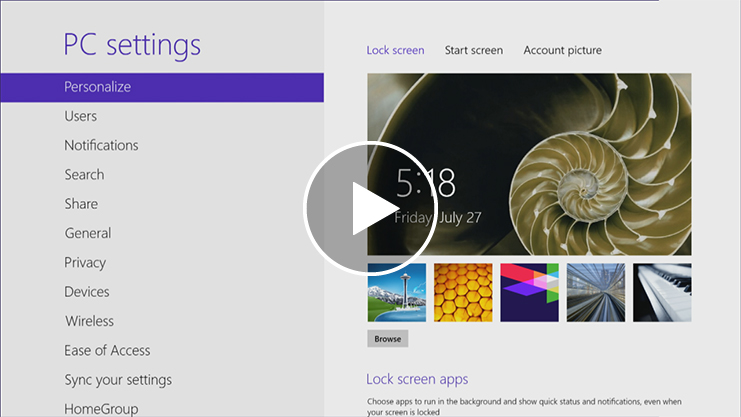 PC settings
Personalize
Users
Notifications
Search
Share
General
Privacy
Devices
Wireless
Ease of Access
Sync your settings
HomeGroup
Lock screen Start screen Account picture
5:18
Friday, July 27
Browse
Lock screen apps
Choose apps to run in the background and show quick status and notifications, even when
your screen is locked